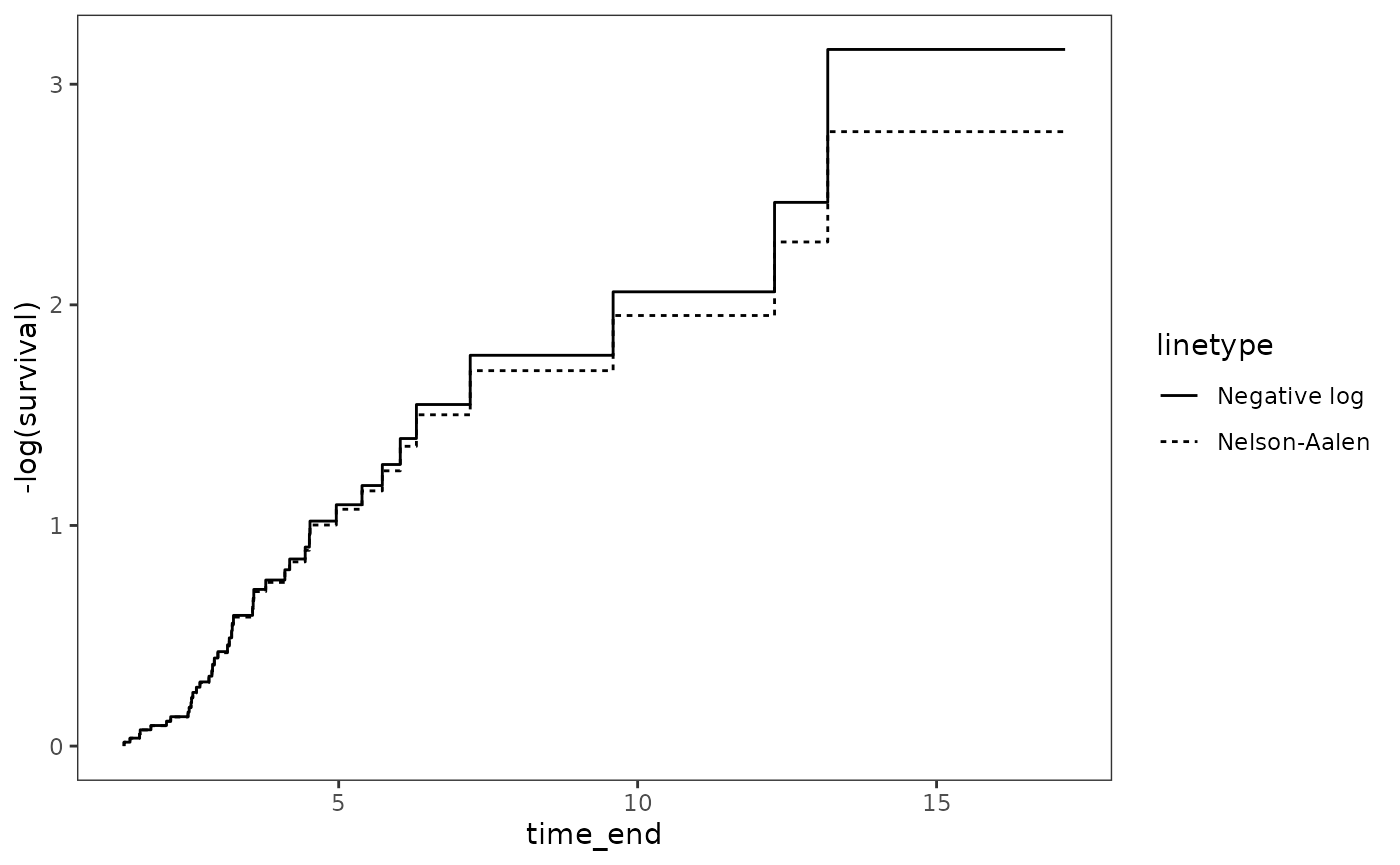 3
2
1
0
-log(survival)
5
10
15
time_end
linetype
Negative log
Nelson-Aalen